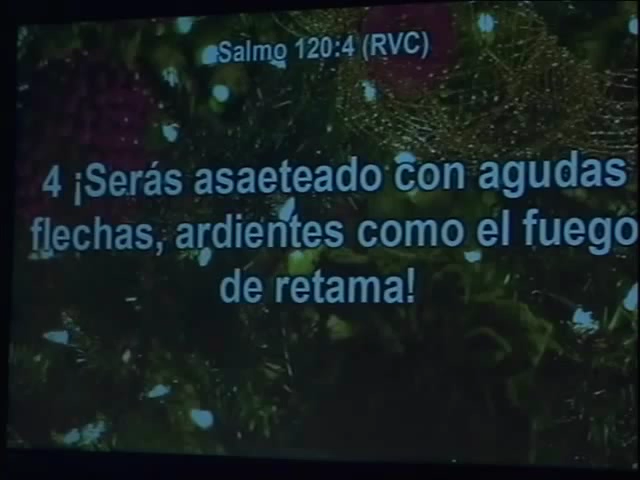 Salmo 120:4 (RVC)
4 ¡Serás asaeteado con agudas
flechas, ardientes como el fuego
de retama!